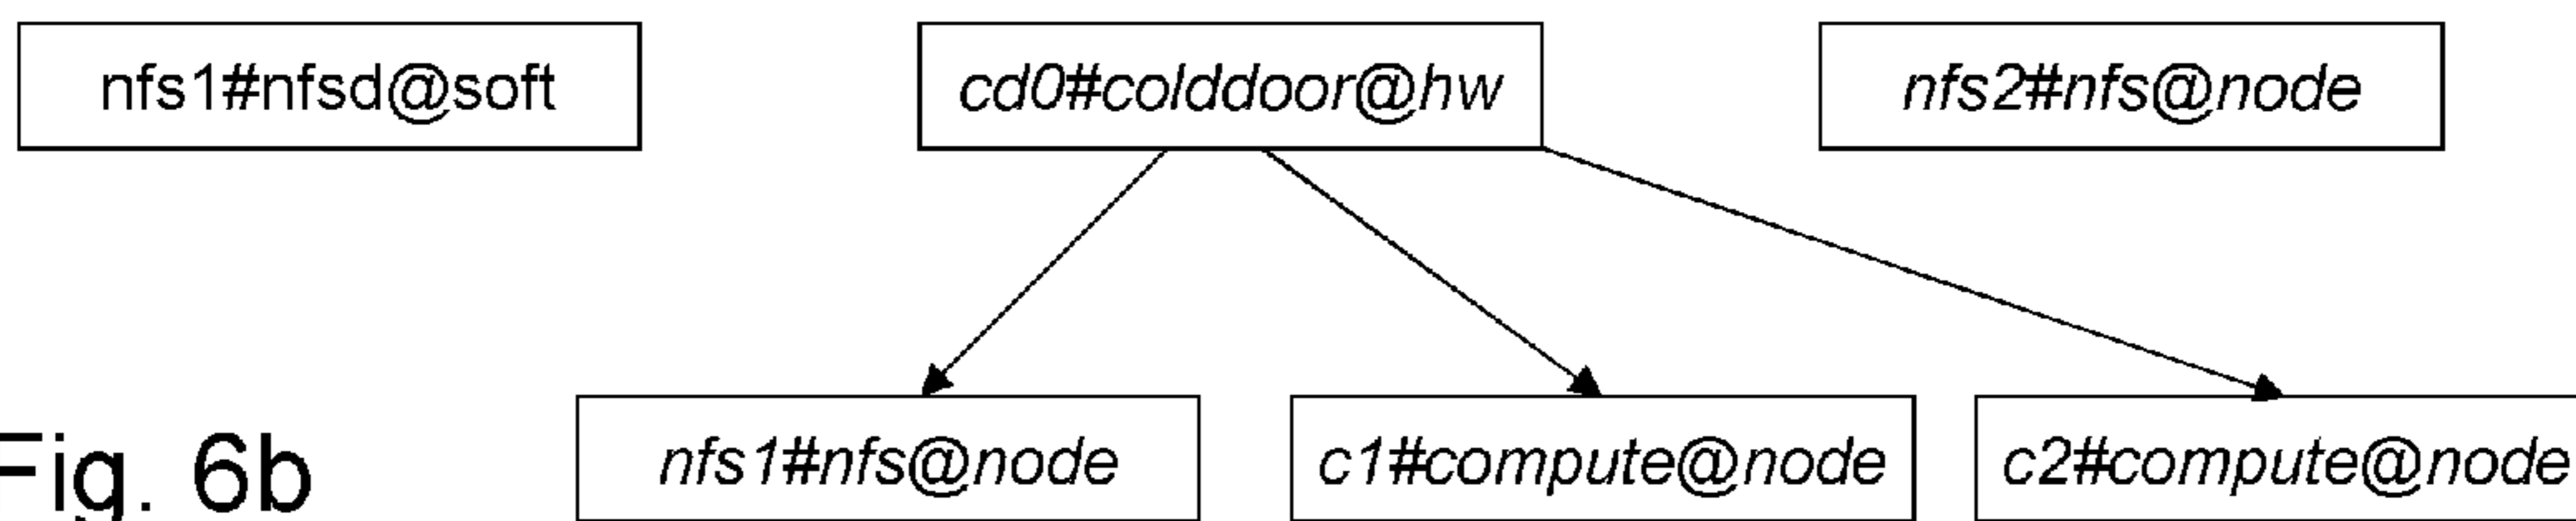 nfs1#nfsd@soft
cd0#colddoor@hw
nfs2#nfs@node
nfs1#nfs@node
c1#compute@node
c2#compute@node
Fig. 6b